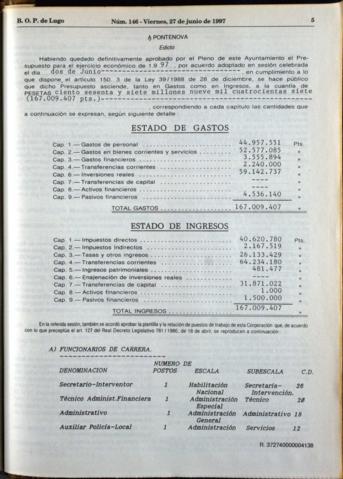 B. O. P. de Lugo Núm. 146 - Viernes, 27 de junio de 1997 5
A PONTENOVA
Edicto
Habiendo quedado definitivamente aprobado por el Pleno de este Ayuntamiento el Pre-
supuesto para el ejercicio económico de 1.9 97, por acuerdo adoptado en sesión celebrada
el día dos de Junio, en cumplimiento a lo
que dispone el artículo 150. 3 de la Ley 39/1988 de 28 de diciembre, se hace público
que dicho Presupuesto asciende, tanto en Gastos como en Ingresos, a la cuantía de
PESETAS ciento sesenta y siete millones nueve mil cuatrocientas siete
(167.009.407 pts.)
correspondiendo a cada capítulo las cantidades que
a continuación se expresan, según siguiente detalle:
ESTADO DE GASTOS
Cap. 1.—Gastos de personal 44.957.551 Pts.
Cap. 2.—Gastos en bienes corrientes y servicios 52.577.085 »
Cap. 3.—Gastos financieros 3.555.894 »
Cap. 4.—Transferencias corrientes 2.240.000 »
Cap. 6.—Inversiones reales 59.142.737 »
Cap. 7.—Transferencias de capital ---- »
Cap. 8.—Activos financieros ---- »
Cap. 9.—Pasivos financieros 4.536.140 »
TOTAL GASTOS 167.009.407 »
ESTADO DE INGRESOS
Cap. 1.—Impuestos directos 40.620.780 Pts.
Cap. 2.—Impuestos indirectos 2.167.519 »
Cap. 3.—Tasas y otros ingresos 26.133.429 »
Cap. 4.—Transferencias corrientes 64.234.180 »
Cap. 5.—Ingresos patrimoniales 481.477 »
Cap. 6.—Enajenación de inversiones reales ---- »
Cap. 7.—Transferencias de capital 31.871.022 »
Cap. 8.—Activos financieros 1.000 »
Cap. 9.—Pasivos financieros 1.500.000 »
TOTAL INGRESOS 167.009.407 »
En la referida sesión, también se acordó aprobar la plantilla y la relación de puestos de trabajo de esta Corporación que, de acuerdo
con lo que preceptúa el art. 127 del Real Decreto Legislativo 781/1986, de 18 de abril, se reproducen a continuación:
A) FUNCIONARIOS DE CARRERA.
NUMERO DE
DENOMINACION POSTOS ESCALA SUBESCALA C.D.
Secretario-Interventor 1 Habilitación Secretaría- 26
Nacional Intervención.
Técnico Administ.Financiera 1 Administración Técnico 20
Especial
Administrativo 1 Administración Administrativo 18
General
Auxiliar Policía-Local 1 Administración Servicios 12
General
R. 372740000004138